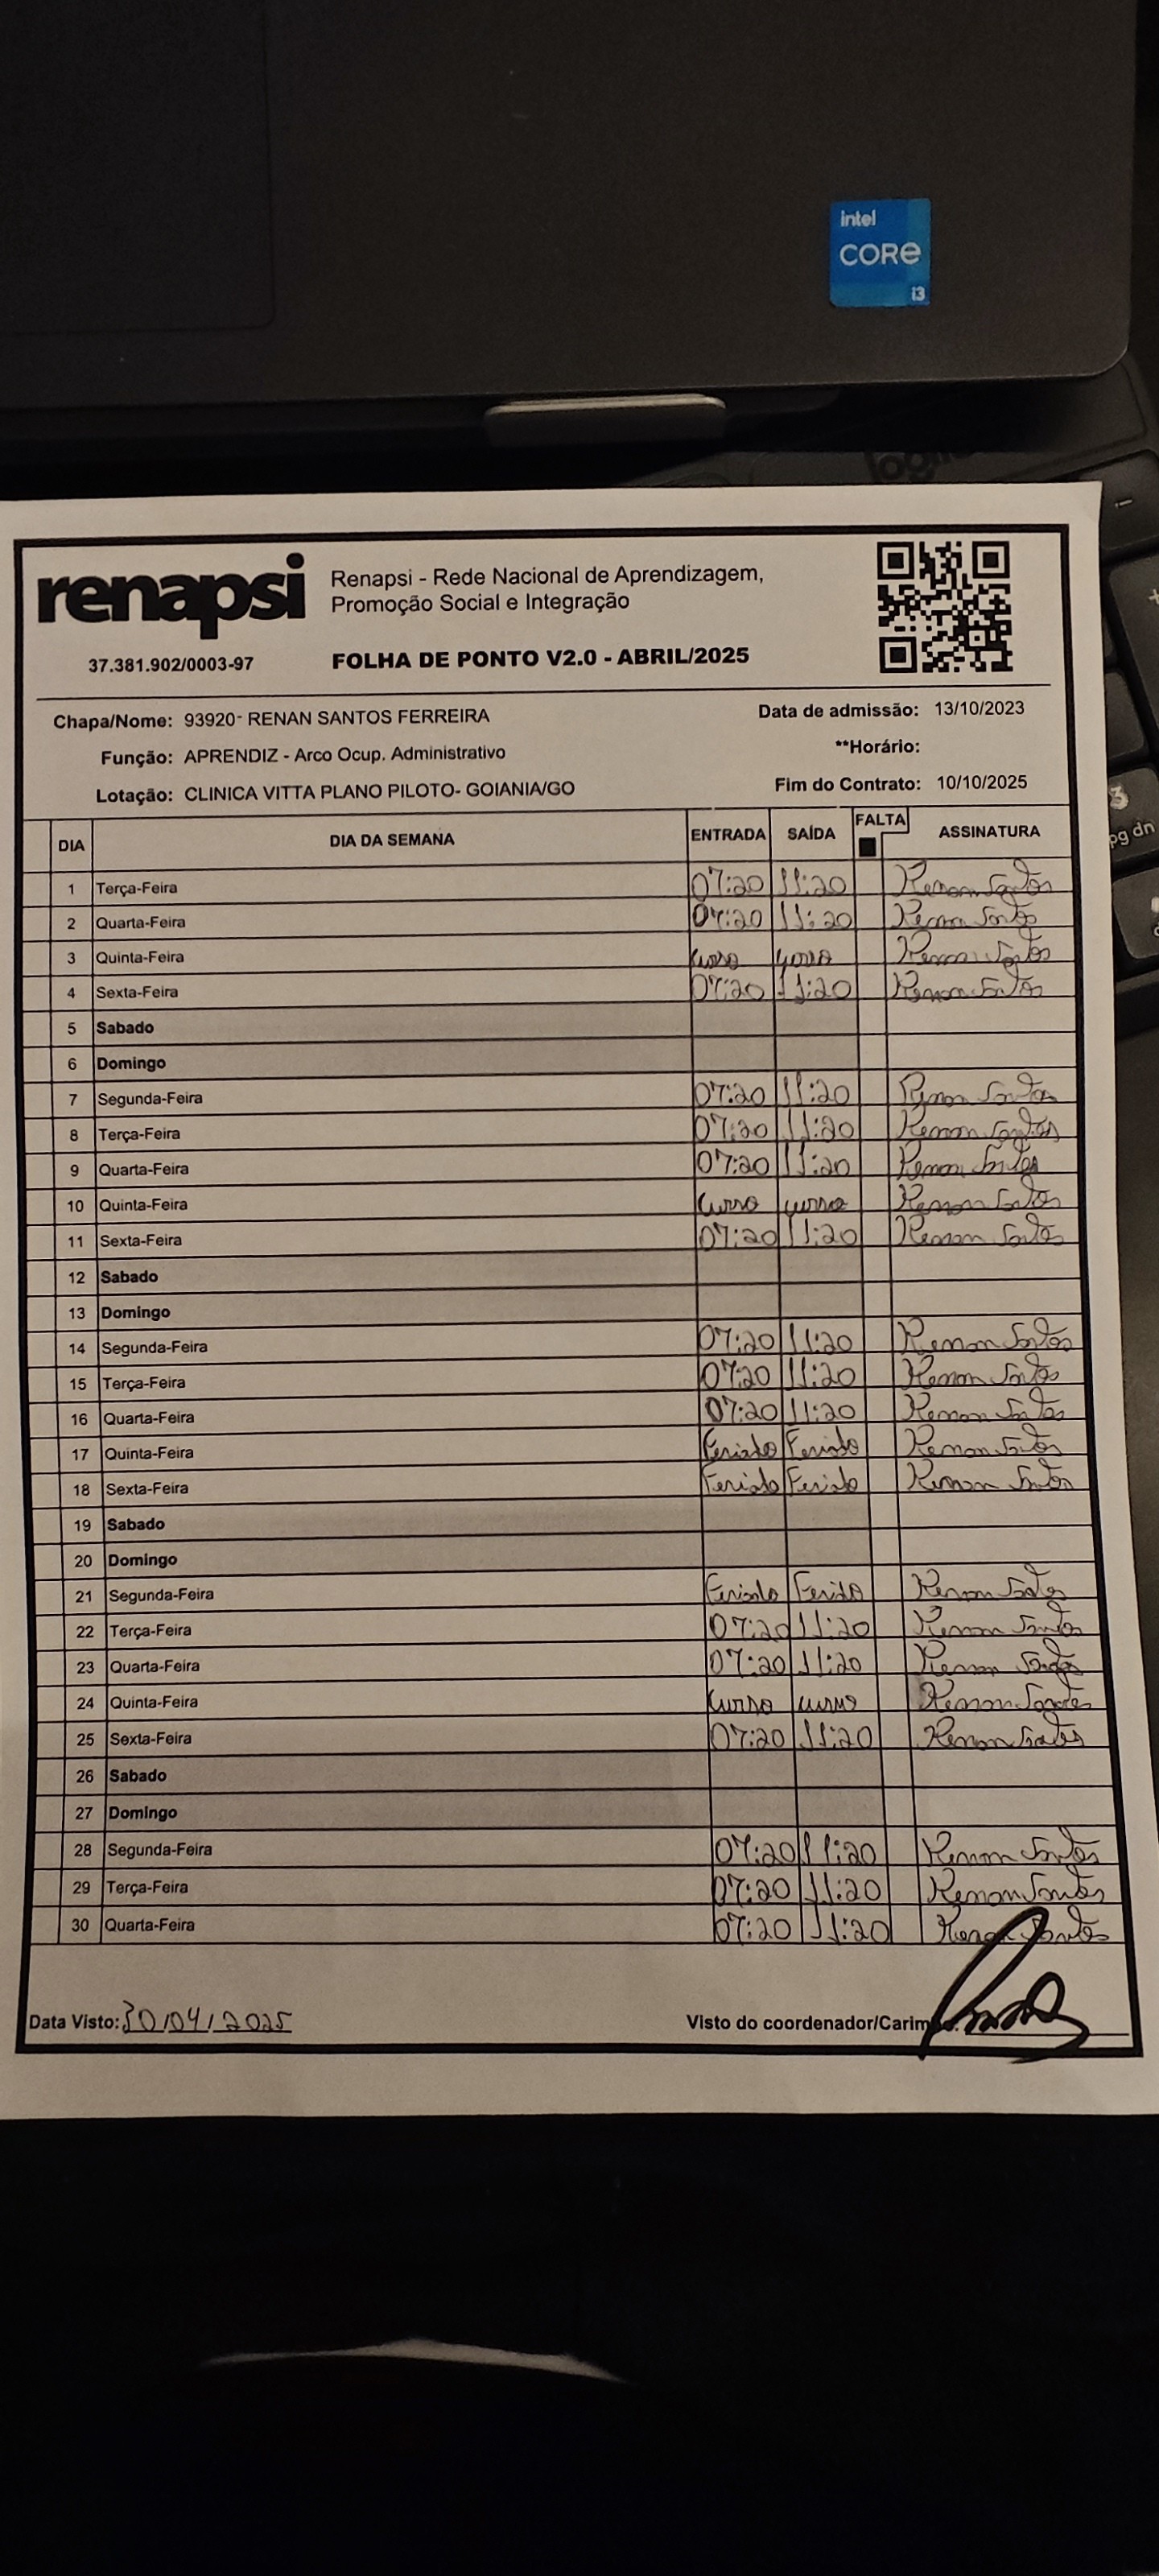 intel
CORE
i3
logi
renapsi
Renapsi - Rede Nacional de Aprendizagem,
Promoção Social e Integração
37.381.902/0003-97
FOLHA DE PONTO V2.0 - ABRIL/2025
Chapa/Nome: 93920- RENAN SANTOS FERREIRA
Data de admissão: 13/10/2023
Função: APRENDIZ - Arco Ocup. Administrativo
**Horário:
Lotação: CLINICA VITTA PLANO PILOTO- GOIANIA/GO
Fim do Contrato: 10/10/2025
3
pg dn
DIA DIA DA SEMANA ENTRADA SAÍDA FALTA ASSINATURA
1 Terça-Feira 07:20 11:20 Renan Santos
2 Quarta-Feira 07:20 11:20 Renan Santos
3 Quinta-Feira curso curso Renan Santos
4 Sexta-Feira 07:20 11:20 Renan Santos
5 Sabado
6 Domingo
7 Segunda-Feira 07:20 11:20 Renan Santos
8 Terça-Feira 07:20 11:20 Renan Santos
9 Quarta-Feira 07:20 11:20 Renan Santos
10 Quinta-Feira curso curso Renan Santos
11 Sexta-Feira 07:20 11:20 Renan Santos
12 Sabado
13 Domingo
14 Segunda-Feira 07:20 11:20 Renan Santos
15 Terça-Feira 07:20 11:20 Renan Santos
16 Quarta-Feira 07:20 11:20 Renan Santos
17 Quinta-Feira Feriado Feriado Renan Santos
18 Sexta-Feira Feriado Feriado Renan Santos
19 Sabado
20 Domingo
21 Segunda-Feira Feriado Feriado Renan Santos
22 Terça-Feira 07:20 11:20 Renan Santos
23 Quarta-Feira 07:20 11:20 Renan Santos
24 Quinta-Feira curso curso Renan Santos
25 Sexta-Feira 07:20 11:20 Renan Santos
26 Sabado
27 Domingo
28 Segunda-Feira 07:20 11:20 Renan Santos
29 Terça-Feira 07:20 11:20 Renan Santos
30 Quarta-Feira 07:20 11:20 Renan Santos
Data Visto: 30/04/2025
Visto do coordenador/Carim